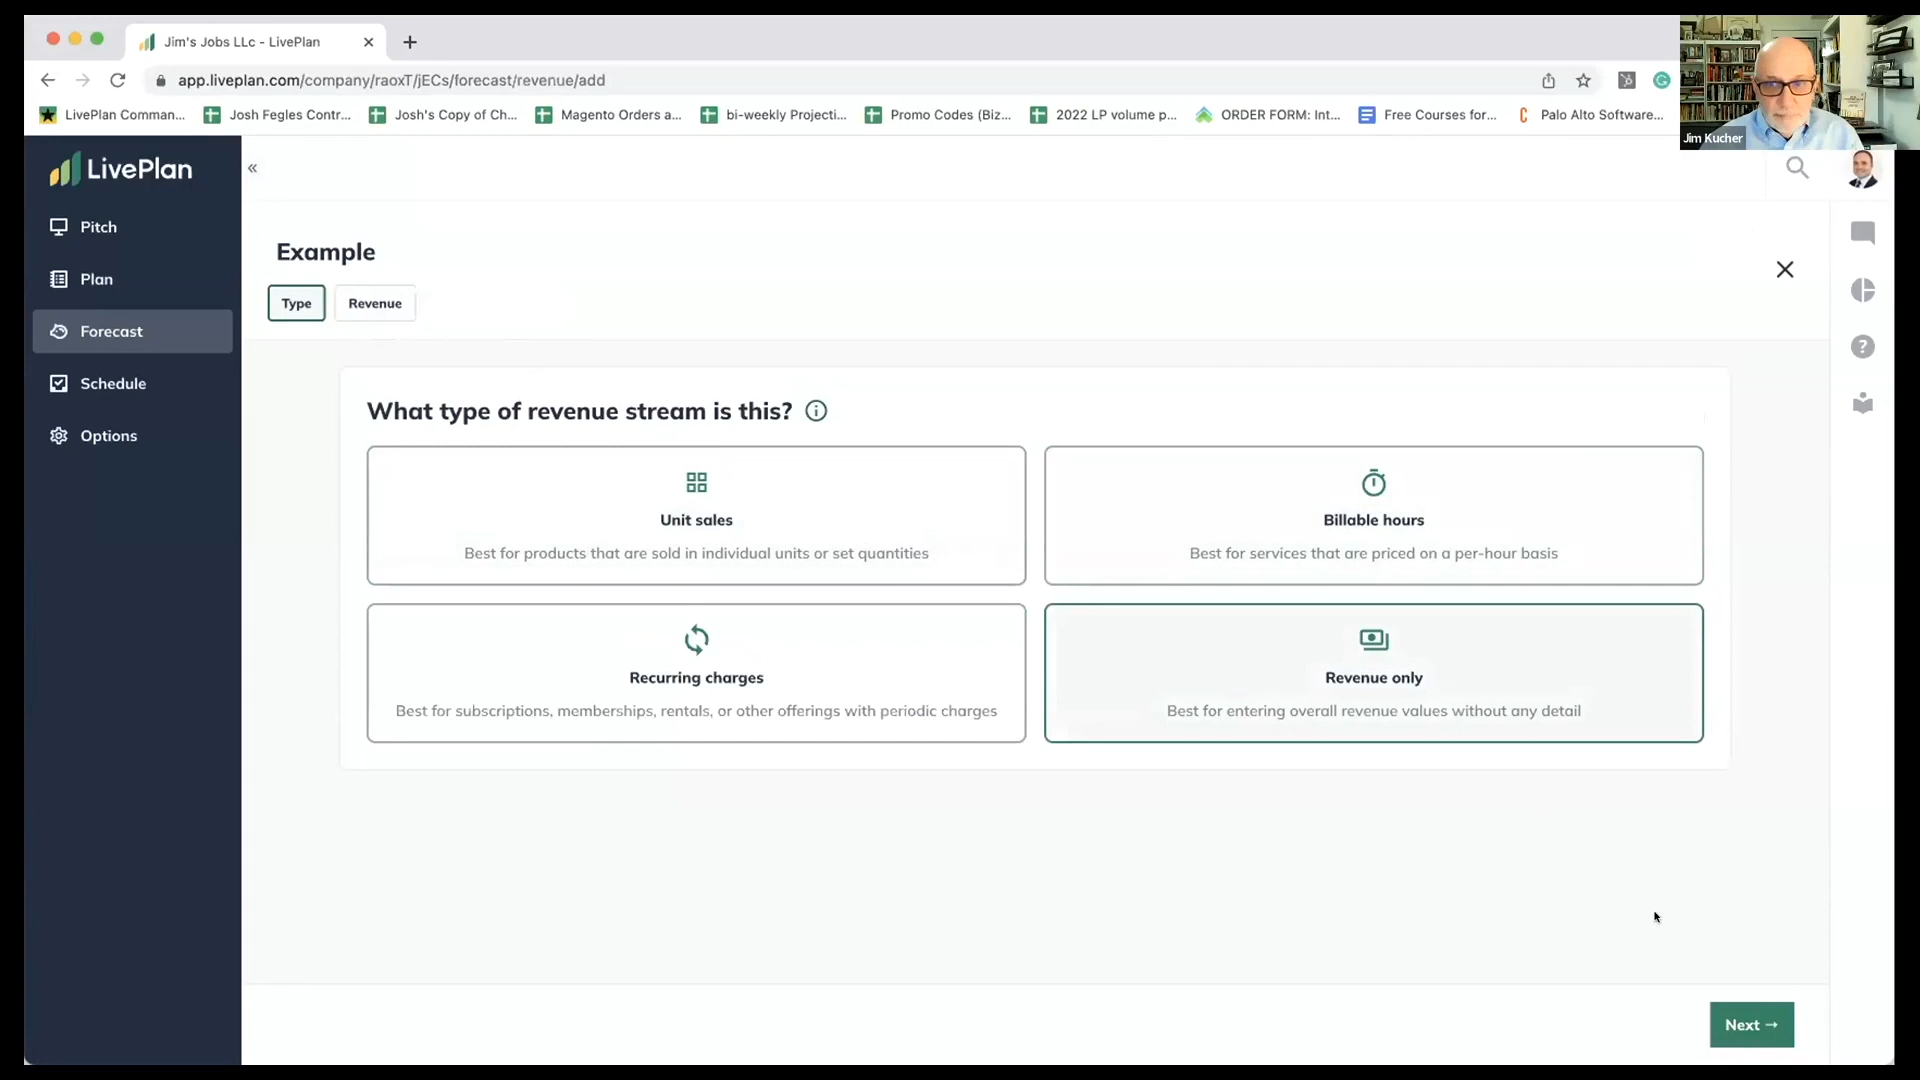 Jim's Jobs LLc - LivePlan
app.liveplan.com/company/raoxT/jECs/forecast/revenue/add
LivePlan Comman...
Josh Fegles Contr...
Josh's Copy of Ch...
Magento Orders a...
bi-weekly Projecti...
Promo Codes (Biz...
2022 LP volume p...
ORDER FORM: Int...
Free Courses for...
Palo Alto Software...
Jim Kucher
LivePlan
Pitch
Plan
Forecast
Schedule
Options
Example
Type
Revenue
What type of revenue stream is this?
Unit sales
Best for products that are sold in individual units or set quantities
Billable hours
Best for services that are priced on a per-hour basis
Recurring charges
Best for subscriptions, memberships, rentals, or other offerings with periodic charges
Revenue only
Best for entering overall revenue values without any detail
Next →